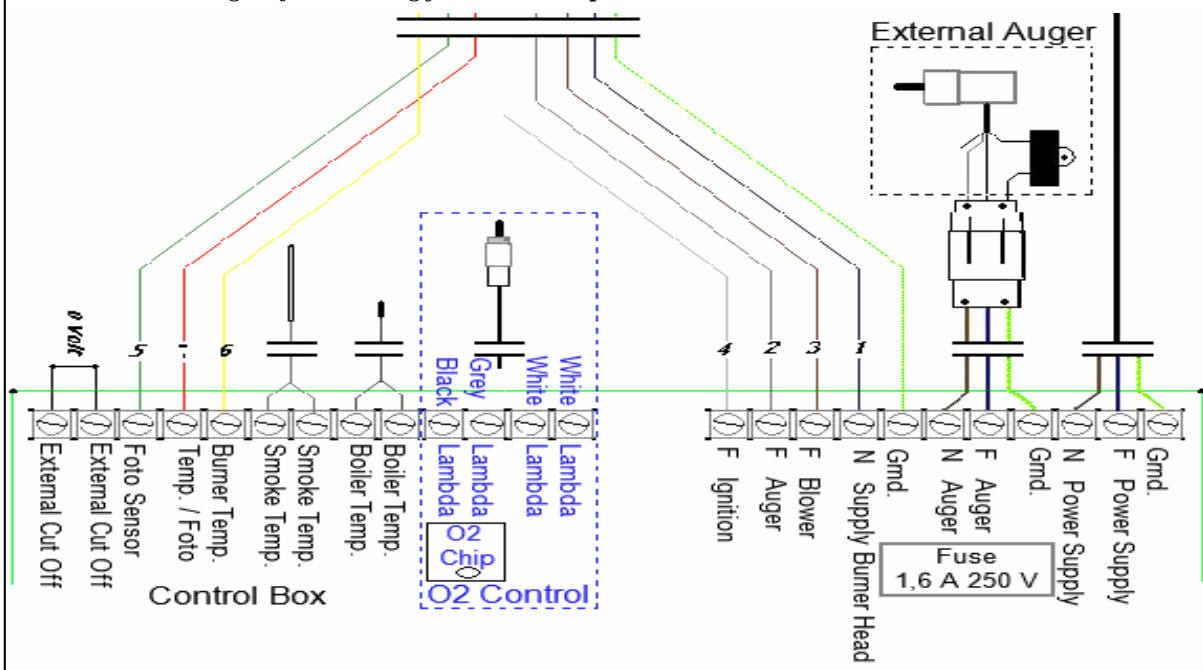 External Auger
0 Volt
5
6
4
2
3
1
Black
Grey
White
White
External Cut Off
External Cut Off
Foto Sensor
Temp. / Foto
Burner Temp.
Smoke Temp.
Smoke Temp.
Boiler Temp.
Boiler Temp.
Lambda
Lambda
Lambda
Lambda
F Ignition
F Auger
F Blower
N Supply Burner Head
Grnd.
N Auger
F Auger
Grnd.
N Power Supply
F Power Supply
Grnd.
O2
Chip
O2 Control
Control Box
Fuse
1,6 A 250 V